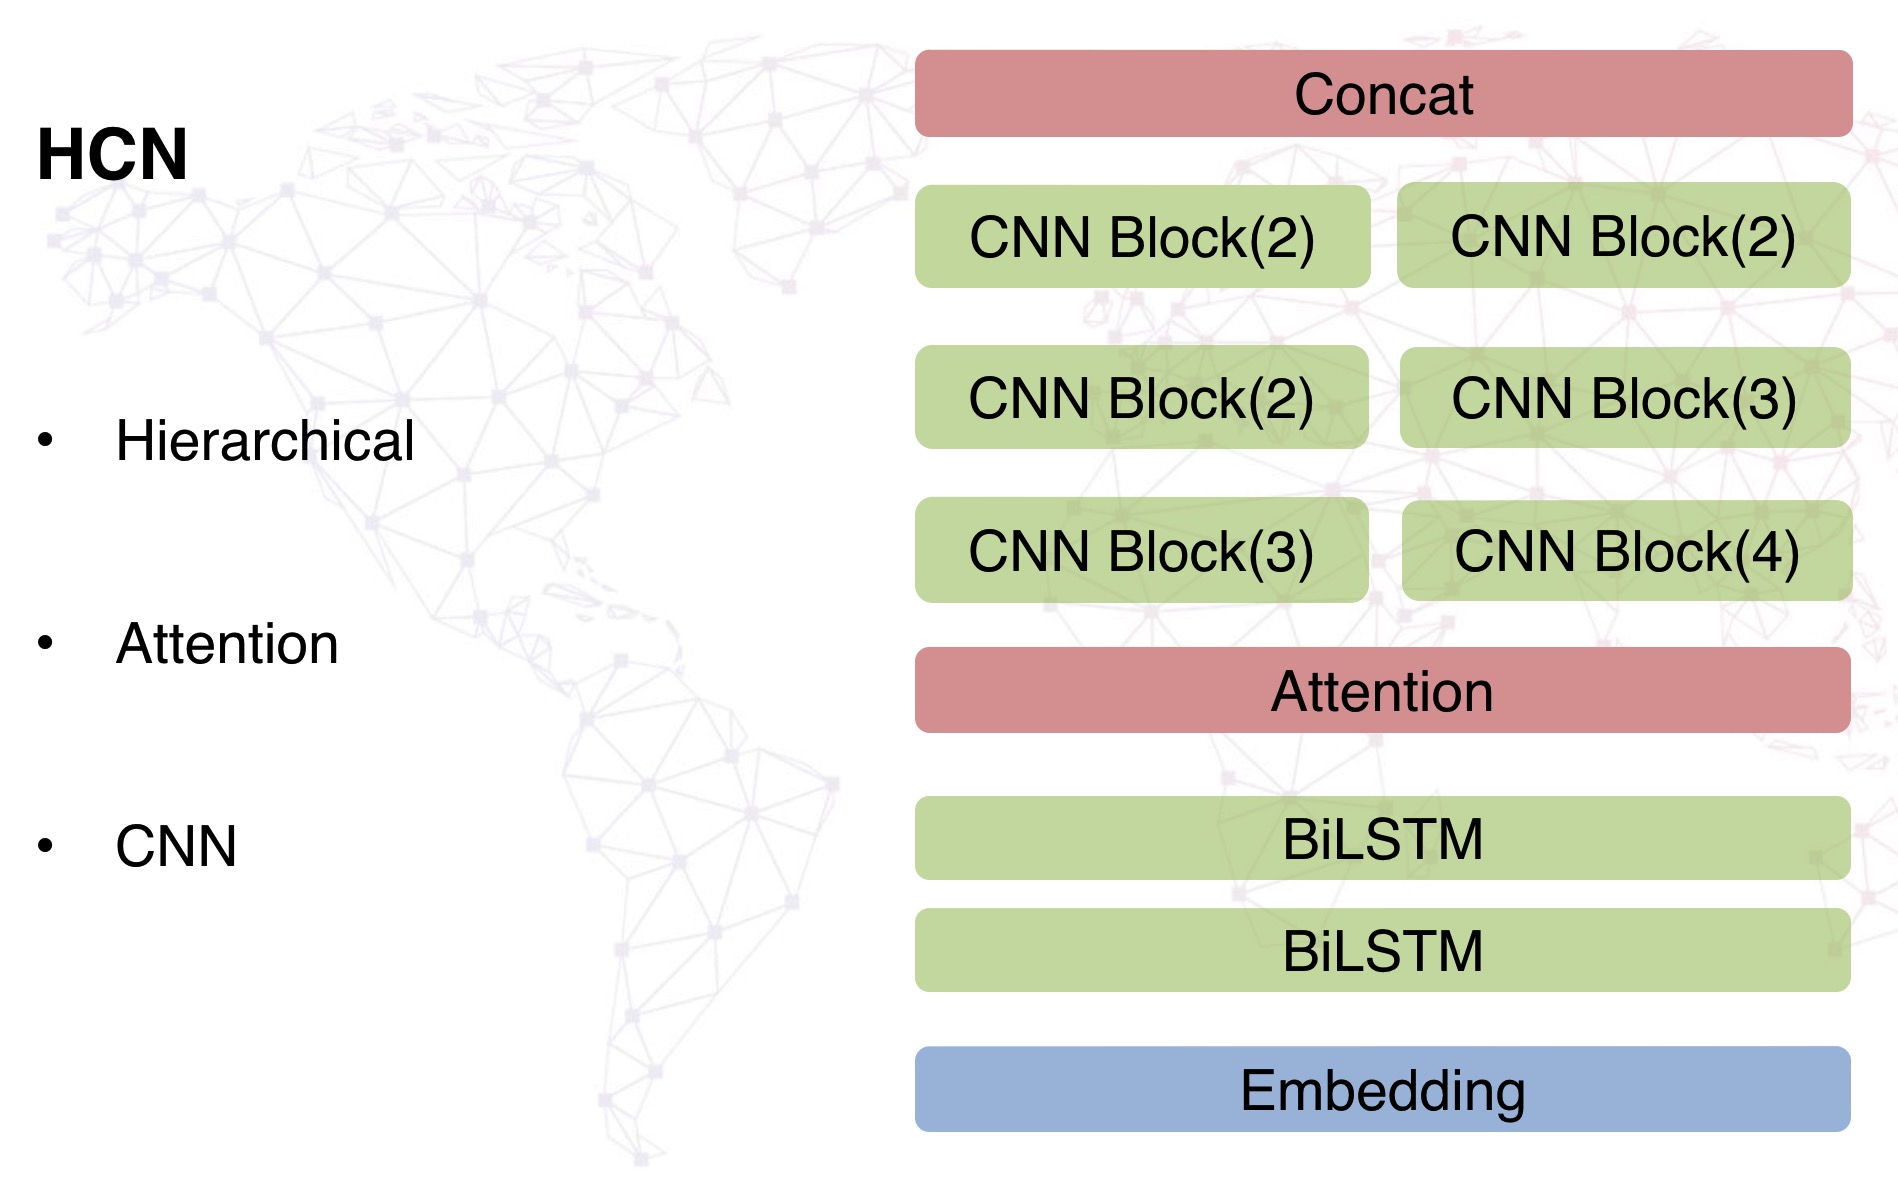 HCN
• Hierarchical
• Attention
• CNN
Concat
CNN Block(2) CNN Block(2)
CNN Block(2) CNN Block(3)
CNN Block(3) CNN Block(4)
Attention
BiLSTM
BiLSTM
Embedding